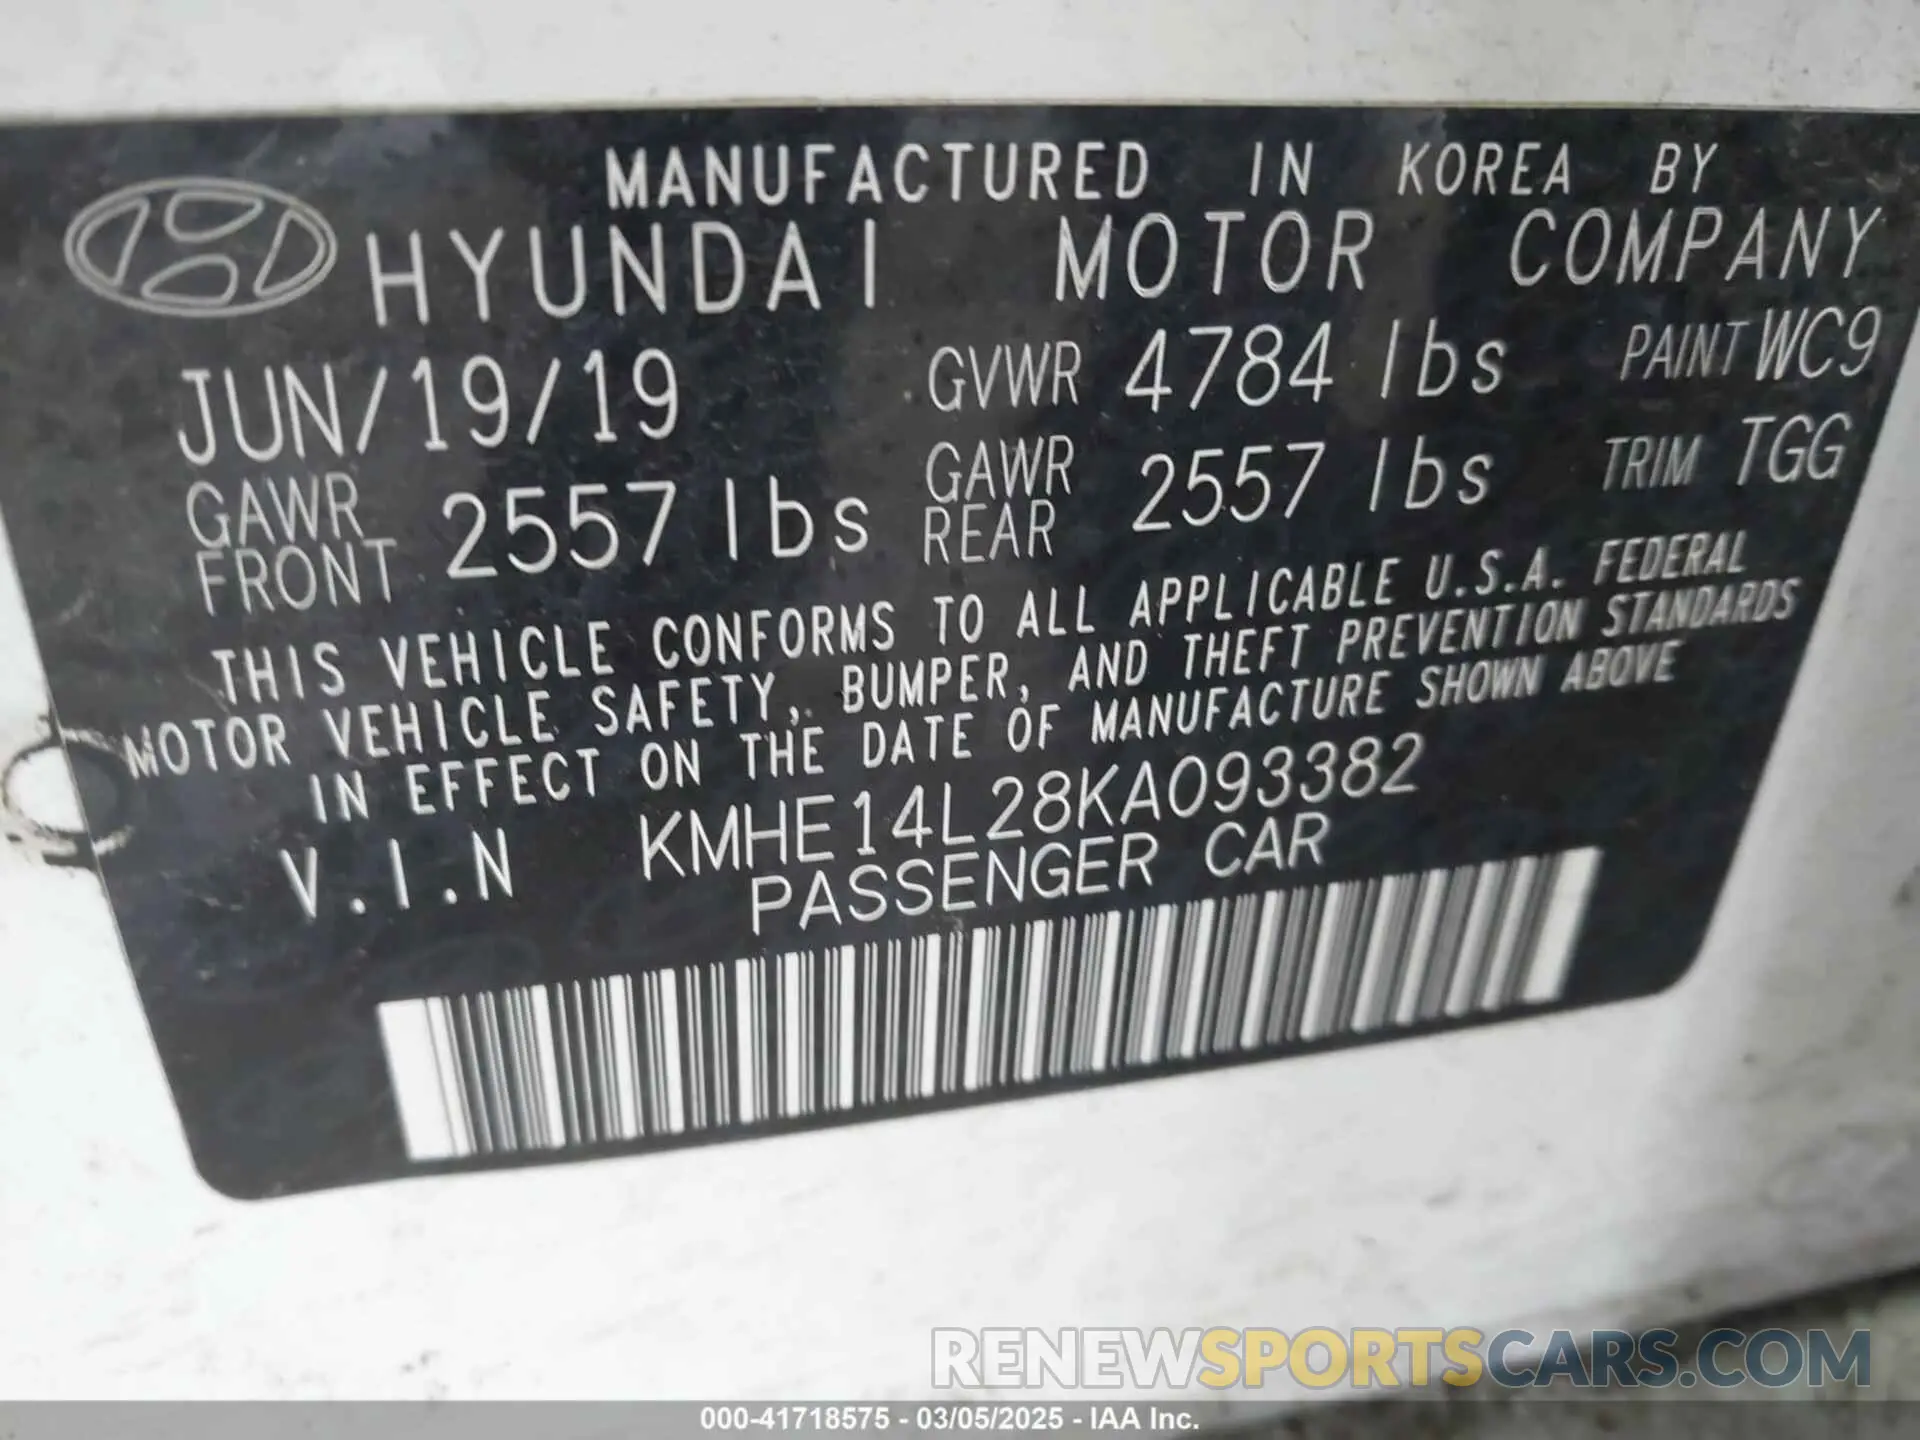 MANUFACTURED IN KOREA BY
HYUNDAI MOTOR COMPANY
JUN/19/19 GVWR 4784 lbs PAINT WC9
GAWR FRONT 2557 lbs GAWR REAR 2557 lbs TRIM TGG
THIS VEHICLE CONFORMS TO ALL APPLICABLE U.S.A. FEDERAL
MOTOR VEHICLE SAFETY, BUMPER, AND THEFT PREVENTION STANDARDS
IN EFFECT ON THE DATE OF MANUFACTURE SHOWN ABOVE
V.I.N KMHE14L28KA093382
PASSENGER CAR
RENEWSPORTSCARS.COM
000-41718575 - 03/05/2025 - IAA Inc.